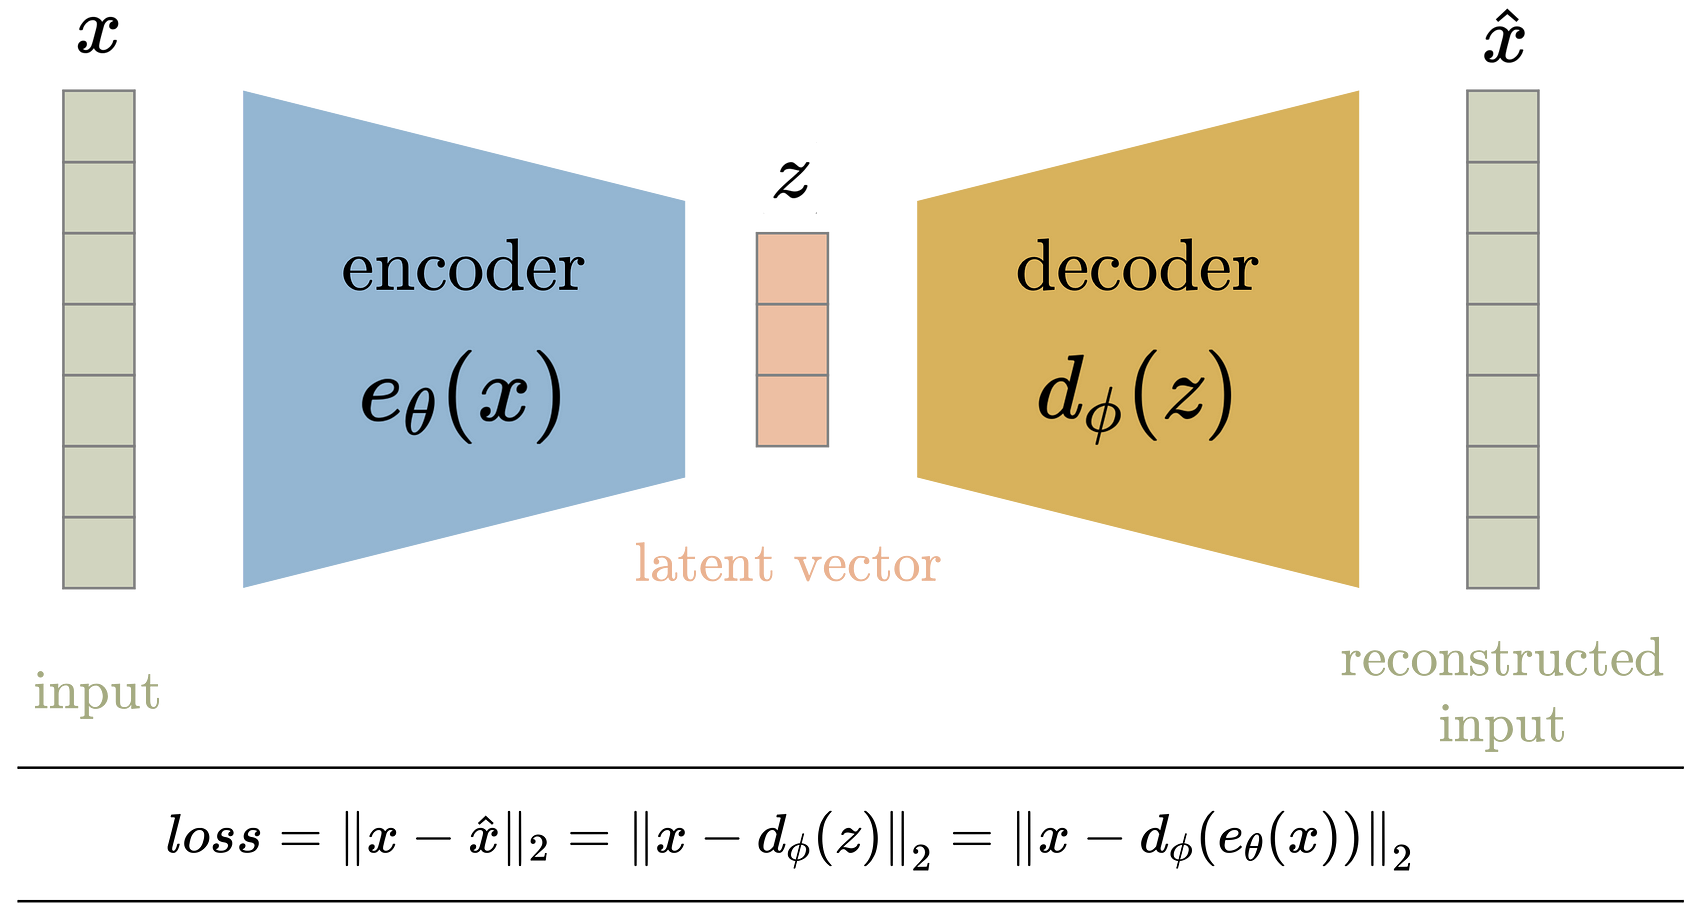 x
x̂
z
encoder
e_θ(x)
decoder
d_ϕ(z)
latent vector
input
reconstructed
input
loss = ‖x − x̂‖₂ = ‖x − d_ϕ(z)‖₂ = ‖x − d_ϕ(e_θ(x))‖₂